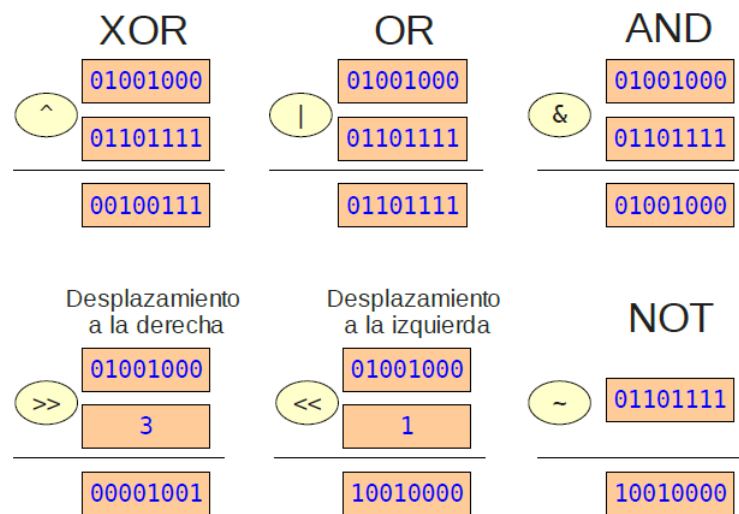 XOR
01001000
^
01101111
00100111
OR
01001000
|
01101111
01101111
AND
01001000
&
01101111
01001000
Desplazamiento
a la derecha
01001000
>>
3
00001001
Desplazamiento
a la izquierda
01001000
<<
1
10010000
NOT
~
01101111
10010000